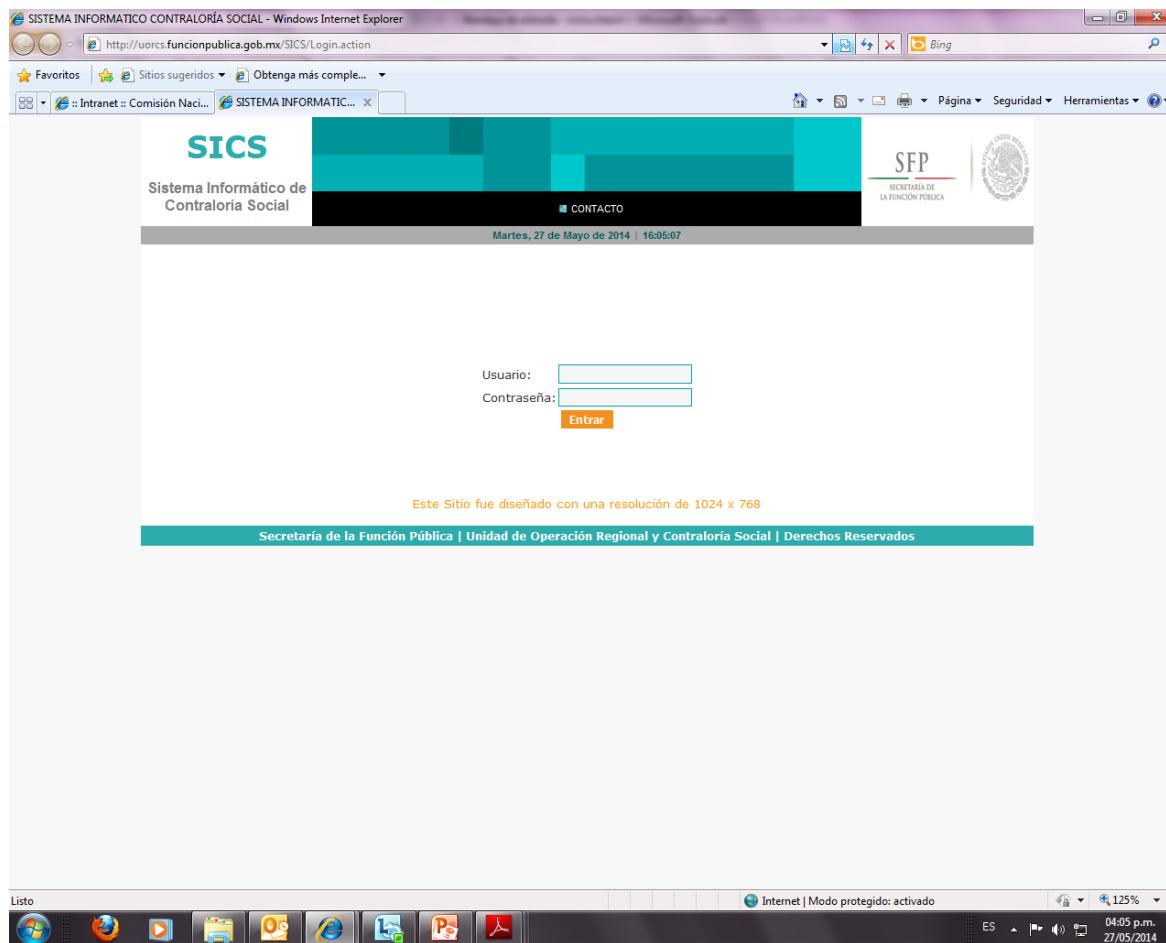 SISTEMA INFORMATICO CONTRALORÍA SOCIAL - Windows Internet Explorer
http://uorcs.funcionpublica.gob.mx/SICS/Login.action
Bing
Favoritos
Sitios sugeridos
Obtenga más comple...
:: Intranet :: Comisión Naci...
SISTEMA INFORMATIC...
Página
Seguridad
Herramientas
SICS
Sistema Informático de
Contraloría Social
CONTACTO
SFP
SECRETARÍA DE
LA FUNCIÓN PÚBLICA
Martes, 27 de Mayo de 2014 | 16:05:07
Usuario:
Contraseña:
Entrar
Este Sitio fue diseñado con una resolución de 1024 x 768
Secretaría de la Función Pública | Unidad de Operación Regional y Contraloría Social | Derechos Reservados
Listo
Internet | Modo protegido: activado
125%
ES
04:05 p.m.
27/05/2014